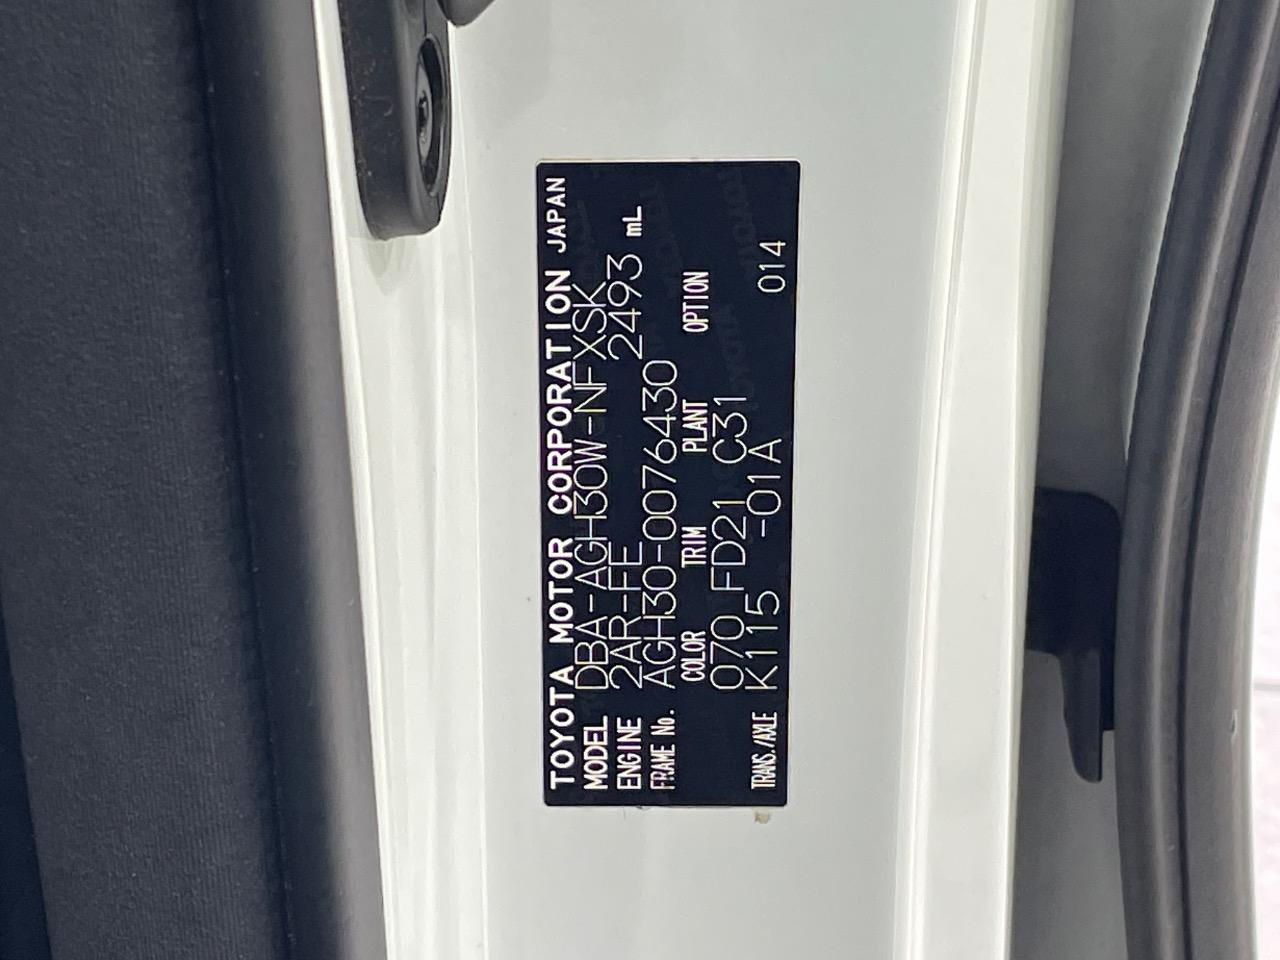 TOYOTA MOTOR CORPORATION JAPAN
MODEL DBA-AGH30W-NFXSK
ENGINE 2AR-FE 2493 mL
FRAME No. AGH30-0076430
COLOR TRIM PLANT OPTION
070 FD21 C31
TRANS./AXLE K115 -01A 014